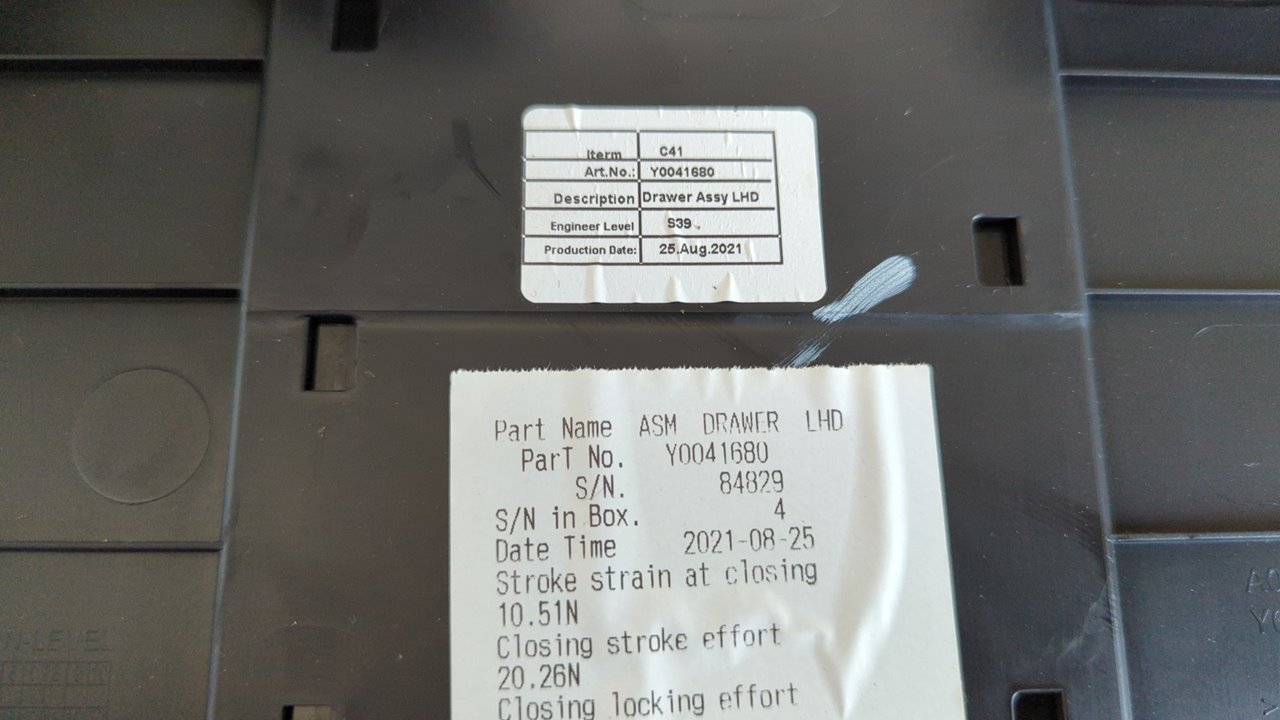 Iterm C41
Art.No.: Y0041680
Description Drawer Assy LHD
Engineer Level S39
Production Date: 25.Aug.2021
Part Name ASM DRAWER LHD
ParT No. Y0041680
S/N. 84829
S/N in Box. 4
Date Time 2021-08-25
Stroke strain at closing
10.51N
Closing stroke effort
20.26N
Closing locking effort
N-LEVEL